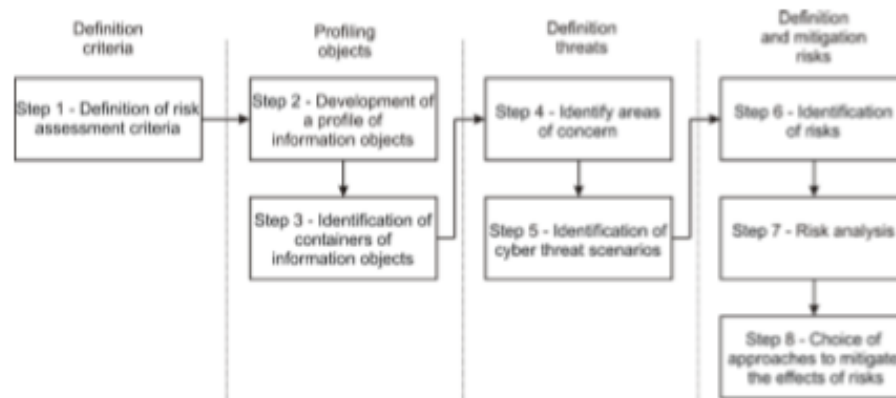 Definition
criteria
Profiling
objects
Definition
threats
Definition
and mitigation
risks
Step 1 - Definition of risk
assessment criteria
Step 2 - Development of
a profile of
information objects
Step 3 - Identification of
containers of
information objects
Step 4 - Identify areas
of concern
Step 5 - Identification of
cyber threat scenarios
Step 6 - Identification
of risks
Step 7 - Risk analysis
Step 8 - Choice of
approaches to mitigate
the effects of risks